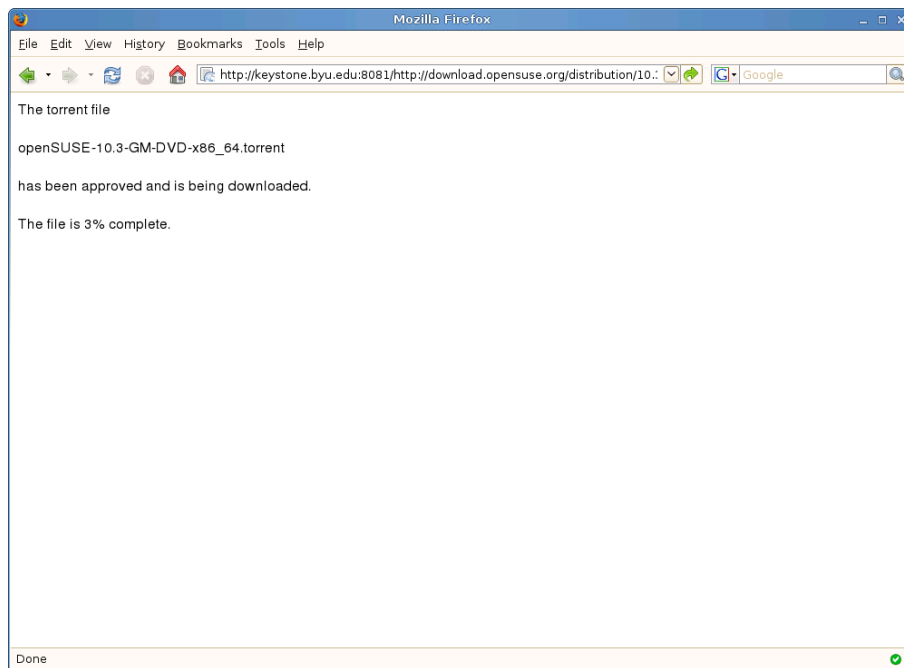 Mozilla Firefox
File Edit View History Bookmarks Tools Help
http://keystone.byu.edu:8081/http://download.opensuse.org/distribution/10. G Google
The torrent file
openSUSE-10.3-GM-DVD-x86_64.torrent
has been approved and is being downloaded.
The file is 3% complete.
Done